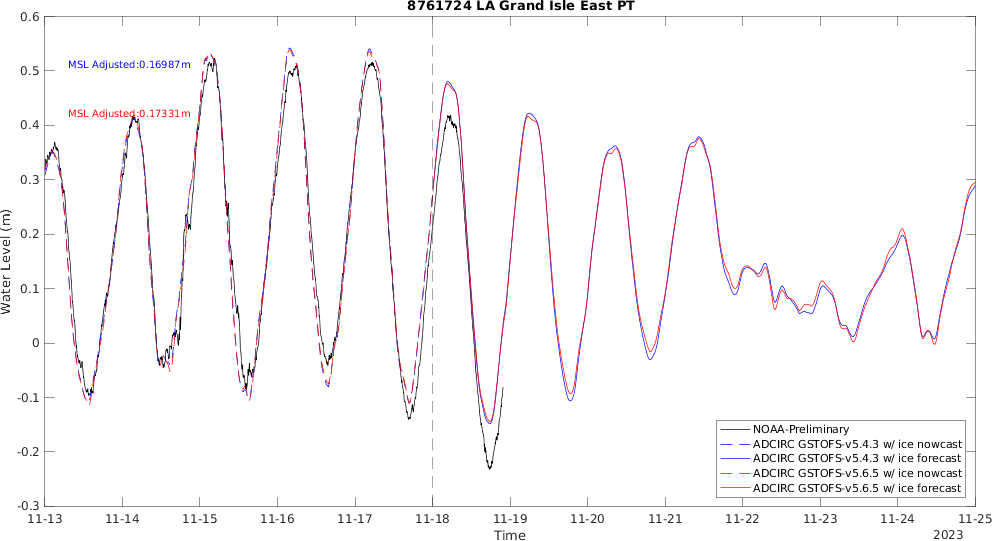 8761724 LA Grand Isle East PT
0.6
0.5
0.4
0.3
0.2
0.1
0
-0.1
-0.2
-0.3
Water Level (m)
MSL Adjusted:0.16987m
MSL Adjusted:0.17331m
NOAA-Preliminary
ADCIRC GSTOFS-v5.4.3 w/ ice nowcast
ADCIRC GSTOFS-v5.4.3 w/ ice forecast
ADCIRC GSTOFS-v5.6.5 w/ ice nowcast
ADCIRC GSTOFS-v5.6.5 w/ ice forecast
11-13 11-14 11-15 11-16 11-17 11-18 11-19 11-20 11-21 11-22 11-23 11-24 11-25
Time
2023